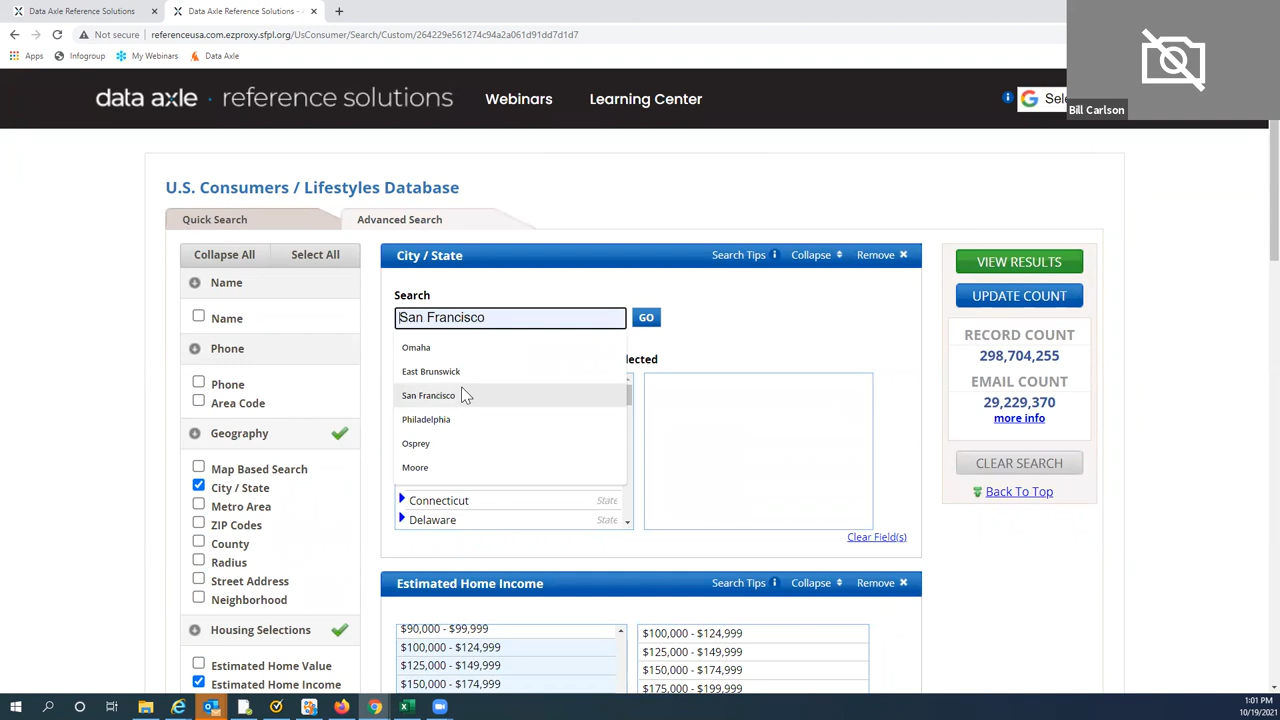 Data Axle Reference Solutions
Data Axle Reference Solutions - A
Not secure
referenceusa.com.ezproxy.sfpl.org/UsConsumer/Search/Custom/264229e561274c94a2a061d91dd7d1d7
Apps
Infogroup
My Webinars
Data Axle
data axle · reference solutions
Webinars
Learning Center
Sel
Bill Carlson
U.S. Consumers / Lifestyles Database
Quick Search
Advanced Search
Collapse All
Select All
Name
Name
Phone
Phone
Area Code
Geography
Map Based Search
City / State
Metro Area
ZIP Codes
County
Radius
Street Address
Neighborhood
Housing Selections
Estimated Home Value
Estimated Home Income
City / State
Search Tips
Collapse
Remove
Search
San Francisco
GO
Omaha
East Brunswick
San Francisco
Philadelphia
Osprey
Moore
lected
Connecticut State
Delaware State
Clear Field(s)
Estimated Home Income
Search Tips
Collapse
Remove
$90,000 - $99,999
$100,000 - $124,999
$125,000 - $149,999
$150,000 - $174,999
$100,000 - $124,999
$125,000 - $149,999
$150,000 - $174,999
$175,000 - $199,999
VIEW RESULTS
UPDATE COUNT
RECORD COUNT
298,704,255
EMAIL COUNT
29,229,370
more info
CLEAR SEARCH
Back To Top
1:01 PM
10/19/2021